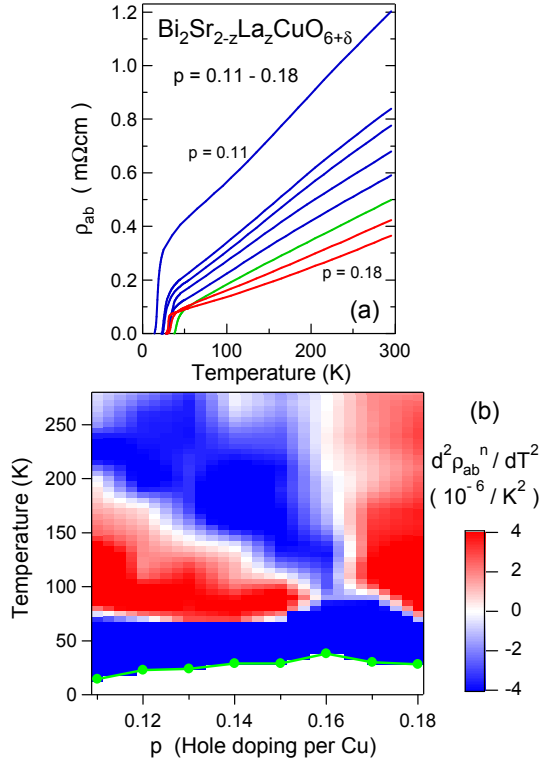 Bi₂Sr₂₋zLa_zCuO₆₊δ
p = 0.11 - 0.18
p = 0.11
p = 0.18
(a)
ρab ( mΩcm )
1.2
1.0
0.8
0.6
0.4
0.2
0.0
0 100 200 300
Temperature (K)
(b)
d²ρabⁿ / dT²
( 10⁻⁶ / K² )
4
2
0
-2
-4
Temperature (K)
250
200
150
100
50
0
0.12 0.14 0.16 0.18
p (Hole doping per Cu)